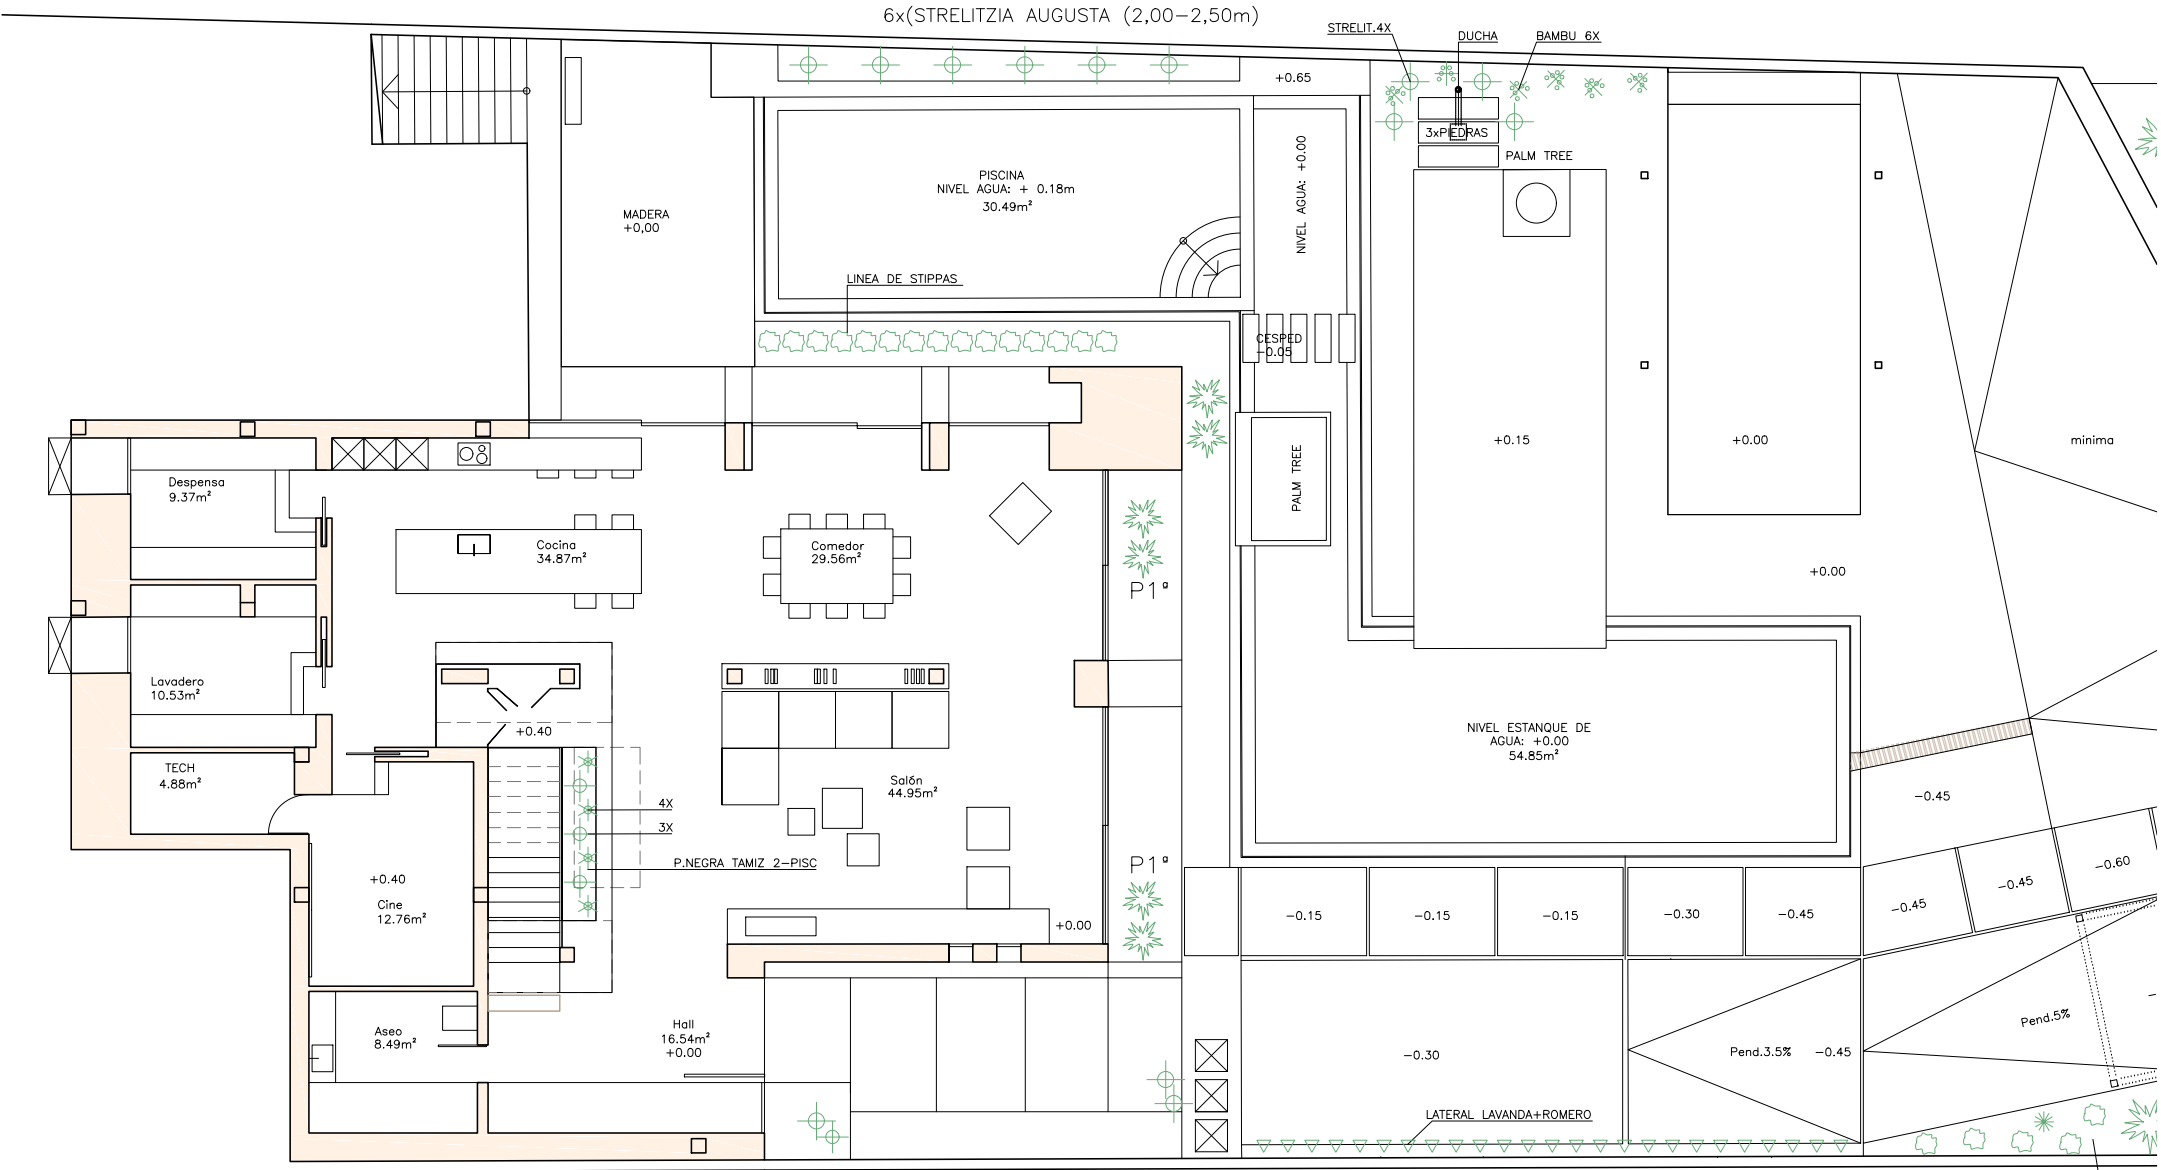 6x(STRELITZIA AUGUSTA (2,00-2,50m)
STRELIT.4X
DUCHA
BAMBU 6X
+0.65
3xPIEDRAS
PALM TREE
PISCINA
NIVEL AGUA: + 0.18m
30.49m²
NIVEL AGUA: +0.00
MADERA
+0,00
LINEA DE STIPPAS
CESPED
-0.05
+0.15
+0.00
minima
PALM TREE
Despensa
9.37m²
Cocina
34.87m²
Comedor
29.56m²
P1ª
+0.00
Lavadero
10.53m²
+0.40
NIVEL ESTANQUE DE
AGUA: +0.00
54.85m²
TECH
4.88m²
Salón
44.95m²
-0.45
4X
3X
P.NEGRA TAMIZ 2-PISC
P1ª
-0.60
+0.40
Cine
12.76m²
-0.45
-0.45
-0.15
-0.15
-0.15
-0.30
-0.45
+0.00
Aseo
8.49m²
Hall
16.54m²
+0.00
Pend.5%
-0.30
Pend.3.5%
-0.45
LATERAL LAVANDA+ROMERO